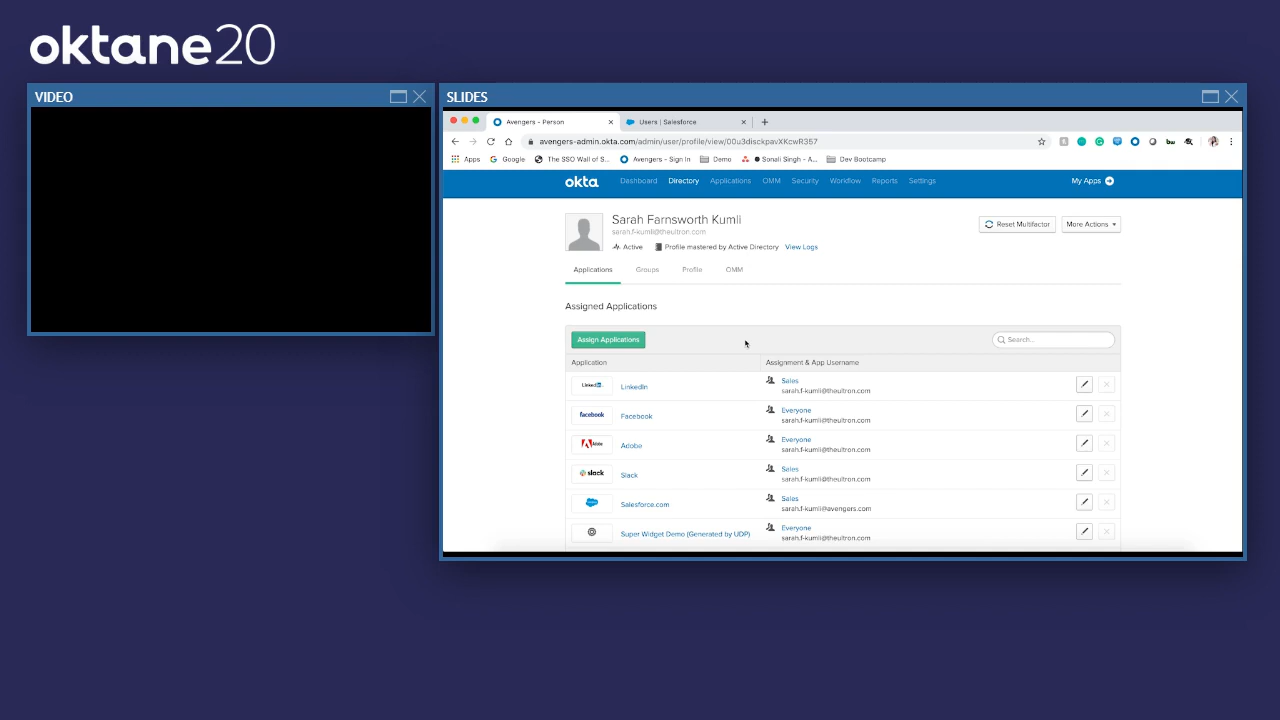 oktane20
VIDEO
SLIDES
Avengers - Person
Users | Salesforce
avengers-admin.okta.com/admin/user/profile/view/00u3disckpavXKcwR357
Apps
Google
The SSO Wall of S...
Avengers - Sign In
Demo
Sonali Singh - A...
Dev Bootcamp
okta
Dashboard
Directory
Applications
OMM
Security
Workflow
Reports
Settings
My Apps
Sarah Farnsworth Kumli
sarah.f-kumli@theultron.com
Reset Multifactor
More Actions
Active
Profile mastered by Active Directory
View Logs
Applications
Groups
Profile
OMM
Assigned Applications
Assign Applications
Search...
Application
Assignment & App Username
LinkedIn
LinkedIn
Sales
sarah.f-kumli@theultron.com
facebook
Facebook
Everyone
sarah.f-kumli@theultron.com
Adobe
Adobe
Everyone
sarah.f-kumli@theultron.com
slack
Slack
Sales
sarah.f-kumli@theultron.com
Salesforce.com
Sales
sarah.f-kumli@avengers.com
Super Widget Demo (Generated by UDP)
Everyone
sarah.f-kumli@theultron.com